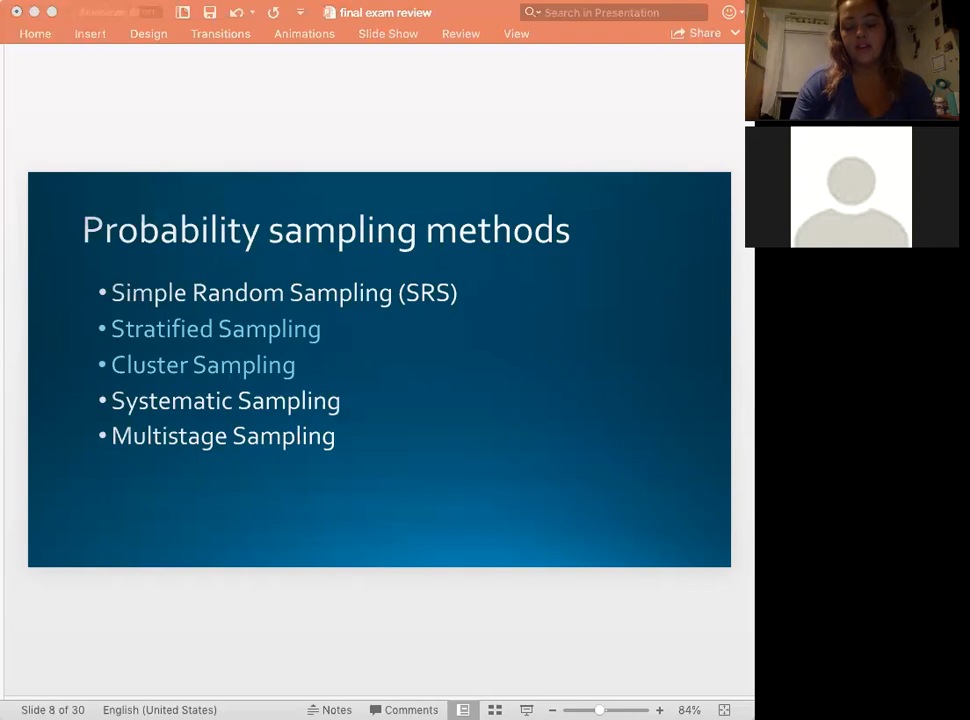 final exam review
Search in Presentation
Home Insert Design Transitions Animations Slide Show Review View Share
Probability sampling methods
• Simple Random Sampling (SRS)
• Stratified Sampling
• Cluster Sampling
• Systematic Sampling
• Multistage Sampling
Slide 8 of 30 English (United States) Notes Comments 84%